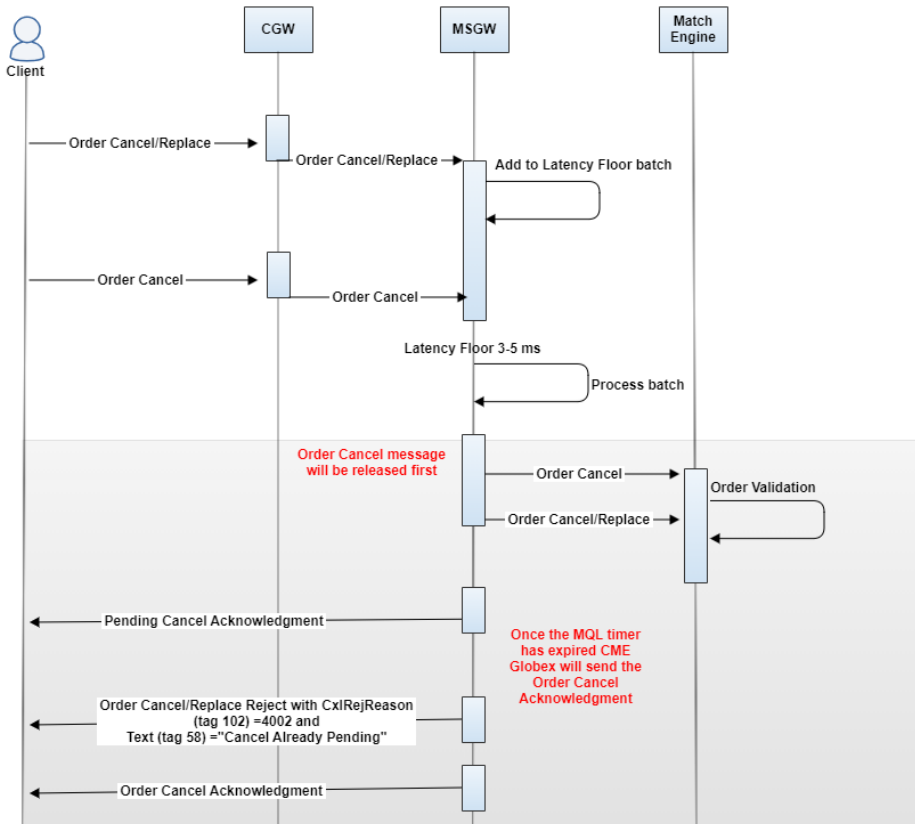 CGW
MSGW
Match
Engine
Client
Order Cancel/Replace
Order Cancel/Replace
Add to Latency Floor batch
Order Cancel
Order Cancel
Latency Floor 3-5 ms
Process batch
Order Cancel message
will be released first
Order Cancel
Order Validation
Order Cancel/Replace
Pending Cancel Acknowledgment
Once the MQL timer
has expired CME
Globex will send the
Order Cancel
Acknowledgment
Order Cancel/Replace Reject with CxlRejReason
(tag 102) =4002 and
Text (tag 58) ="Cancel Already Pending"
Order Cancel Acknowledgment